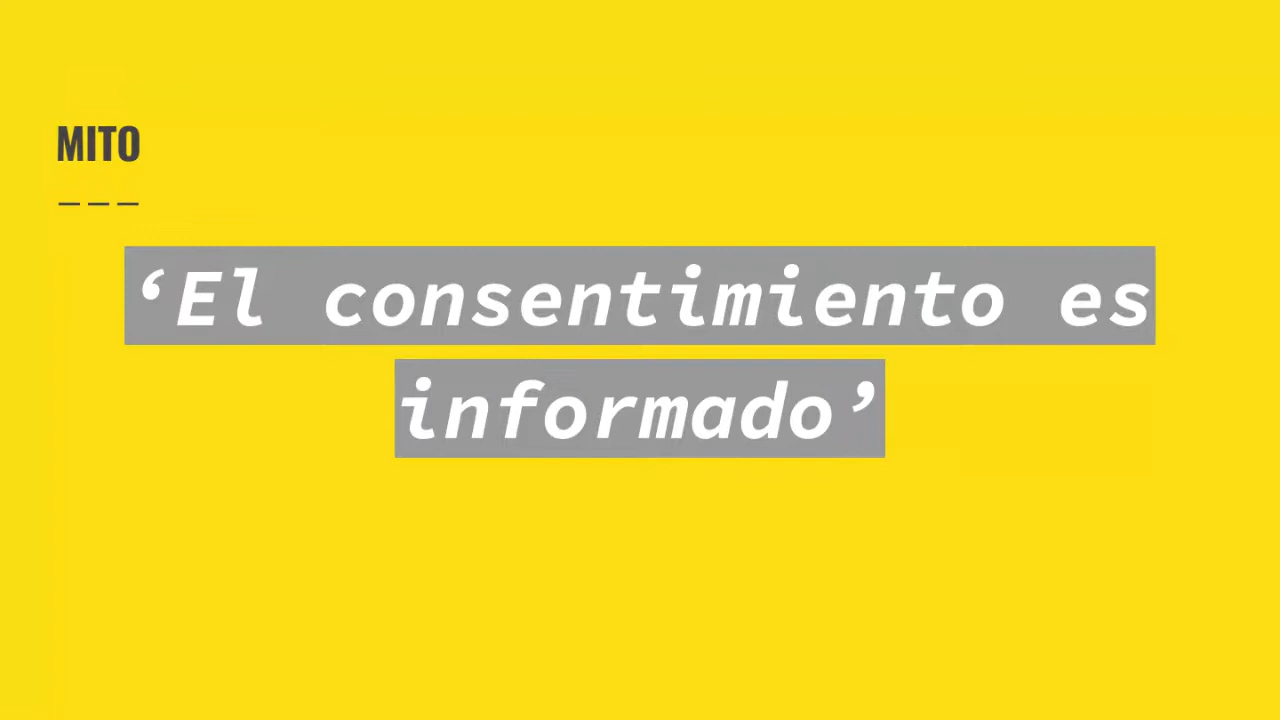 MITO
———
‘El consentimiento es
informado’